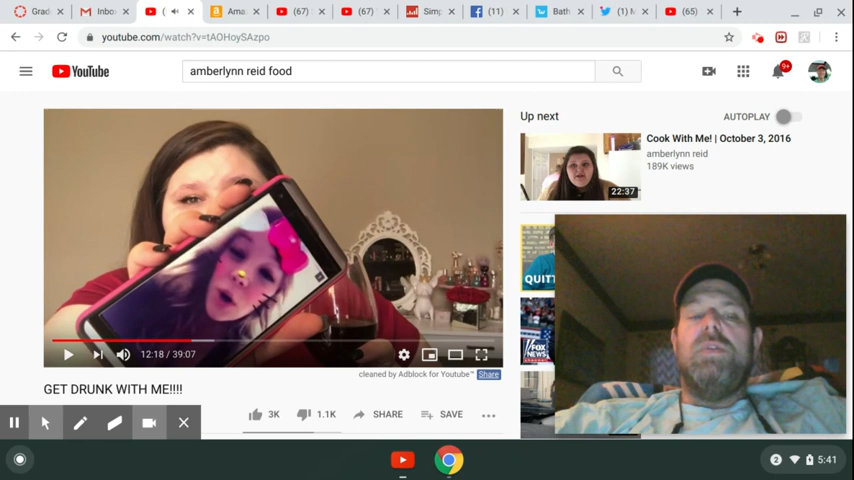 Grad
Inbo
(
Ama
(67)
(67)
Simp
(11)
Bath
(1) M
(65)
youtube.com/watch?v=tAOHoySAzpo
YouTube
amberlynn reid food
9+
Up next
AUTOPLAY
Cook With Me! | October 3, 2016
amberlynn reid
189K views
22:37
QUITT
FOX
NEWS
12:18 / 39:07
cleaned by Adblock for Youtube™ Share
GET DRUNK WITH ME!!!!
3K
1.1K
SHARE
SAVE
2
5:41